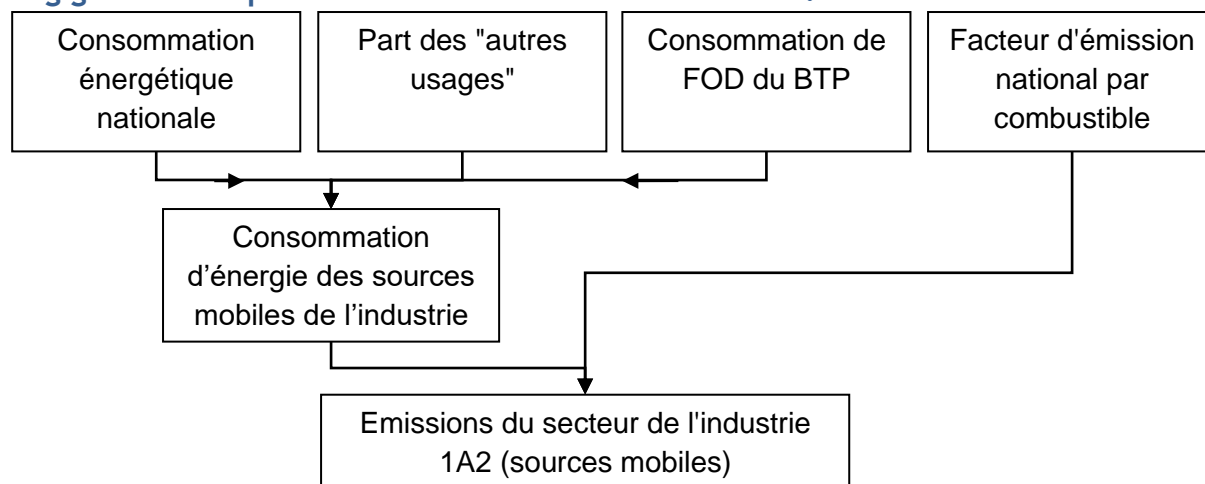 Consommation
énergétique
nationale
Part des "autres
usages"
Consommation de
FOD du BTP
Facteur d'émission
national par
combustible
Consommation
d’énergie des sources
mobiles de l’industrie
Emissions du secteur de l'industrie
1A2 (sources mobiles)